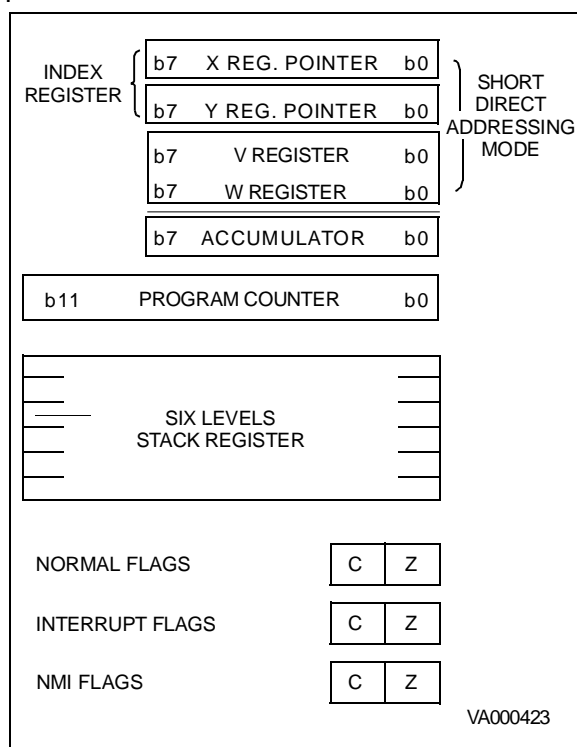 INDEX
REGISTER
b7 X REG. POINTER b0
b7 Y REG. POINTER b0
SHORT
DIRECT
ADDRESSING
MODE
b7 V REGISTER b0
b7 W REGISTER b0
b7 ACCUMULATOR b0
b11 PROGRAM COUNTER b0
SIX LEVELS
STACK REGISTER
NORMAL FLAGS C Z
INTERRUPT FLAGS C Z
NMI FLAGS C Z
VA000423